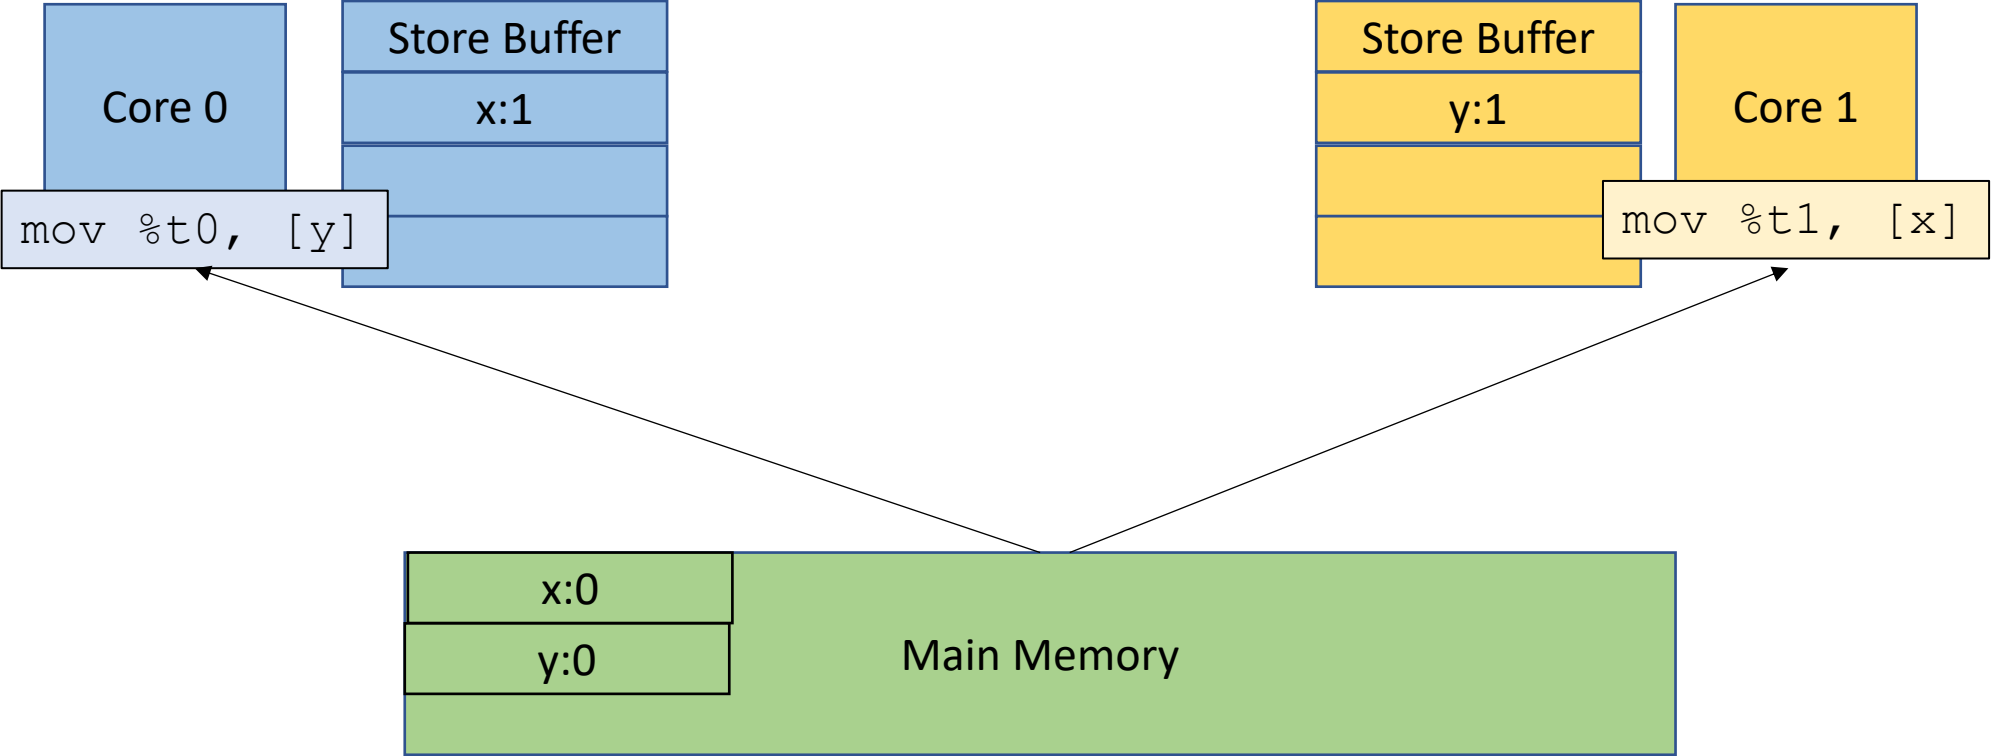 Core 0
Store Buffer
x:1
mov %t0, [y]
Store Buffer
y:1
Core 1
mov %t1, [x]
x:0
y:0
Main Memory